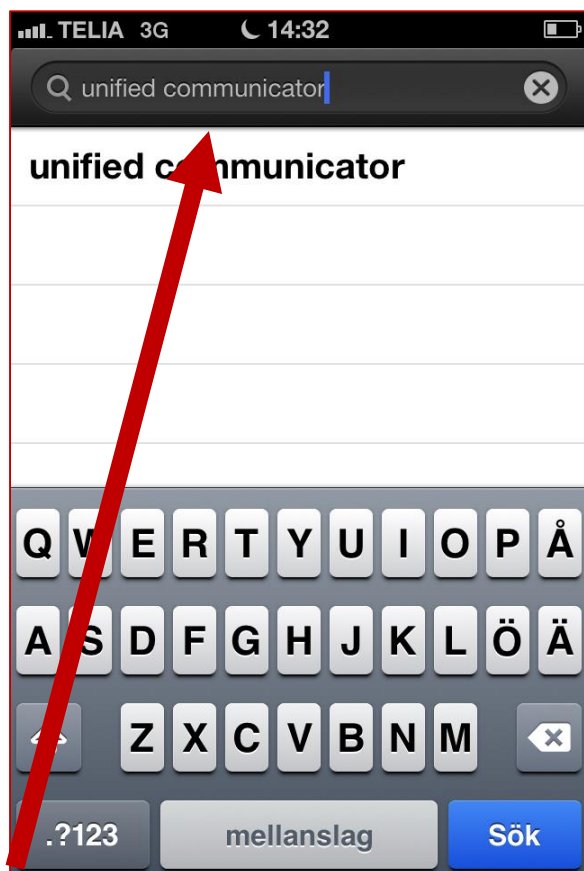 TELIA 3G 14:32
unified communicator
unified communicator
Q W E R T Y U I O P Å
A S D F G H J K L Ö Ä
Z X C V B N M
.?123 mellanslag Sök